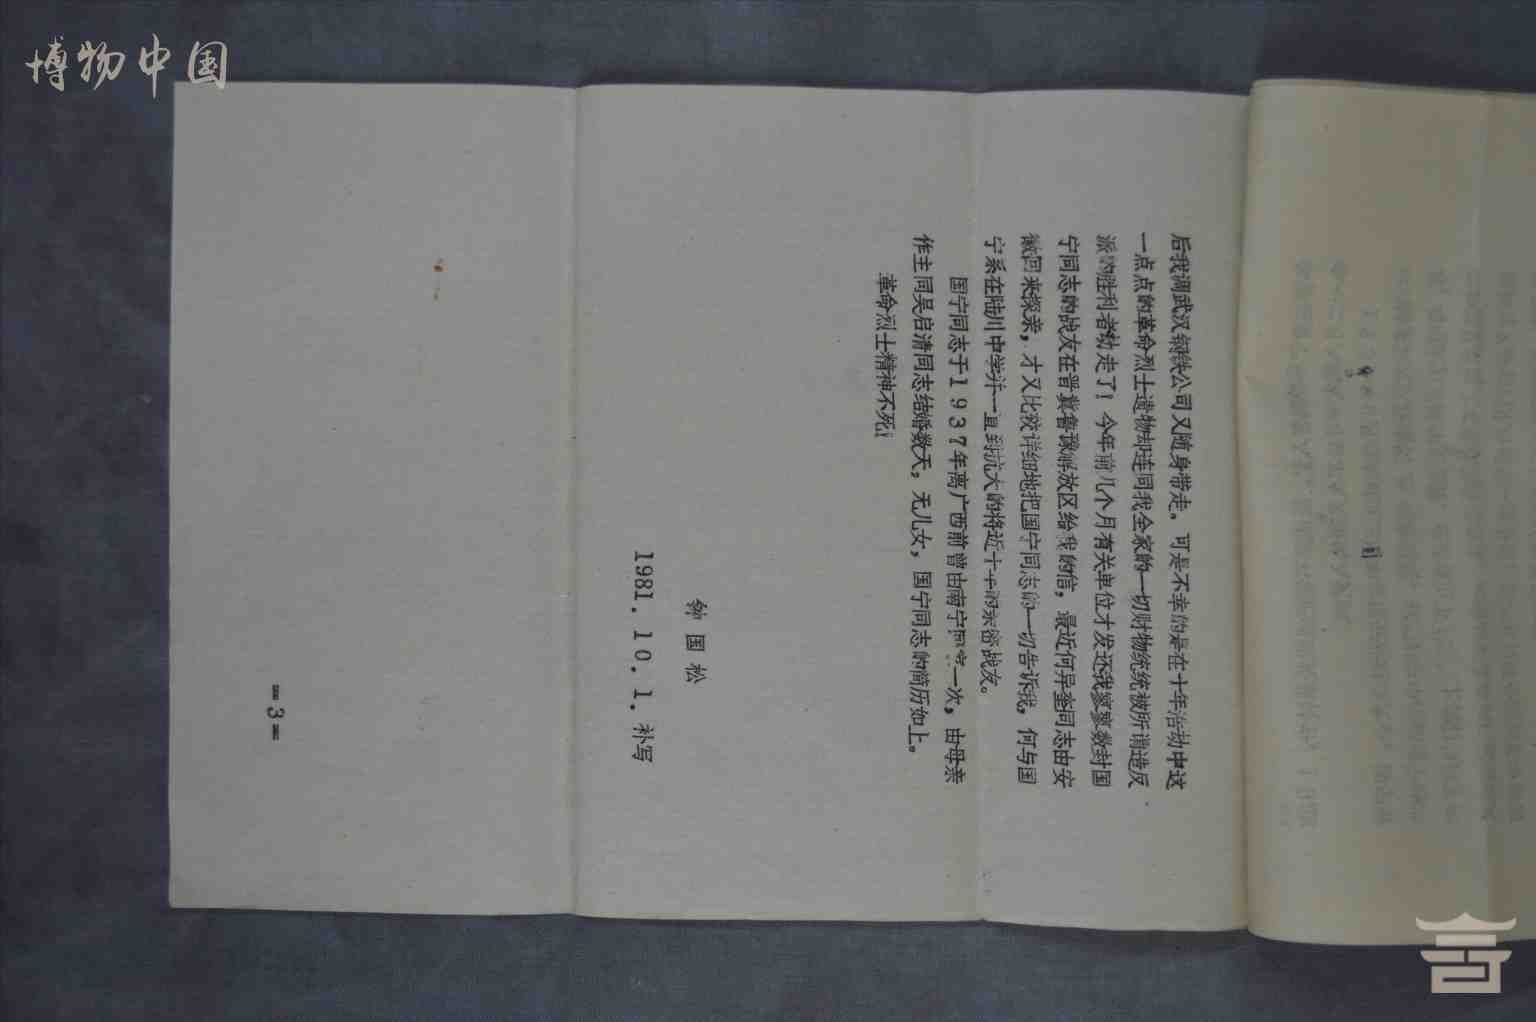 博物中国
后我调武汉钢铁公司又随身带走。可是不幸的是在十年浩劫中这
一点点的革命烈士遗物却连同我全家的一切财物统统被所谓造反
派的胜利者劫走了！今年前几个月有关单位才发还我寥寥数封国
宁同志的战友在晋冀鲁豫解放区给我的信，最近何异奎同志由安
徽回来探亲，才又比较详细地把国宁同志的一切告诉我，何与国
宁系在陆川中学并一直到抗大的将近十年的亲密战友。
国宁同志于1937年离广西前曾由南宁回 一次，由母亲
作主同吴启清同志结婚数天，无儿女，国宁同志的简历如上。
革命烈士精神不死！
钟国松
1981.10.1.补写
—3—